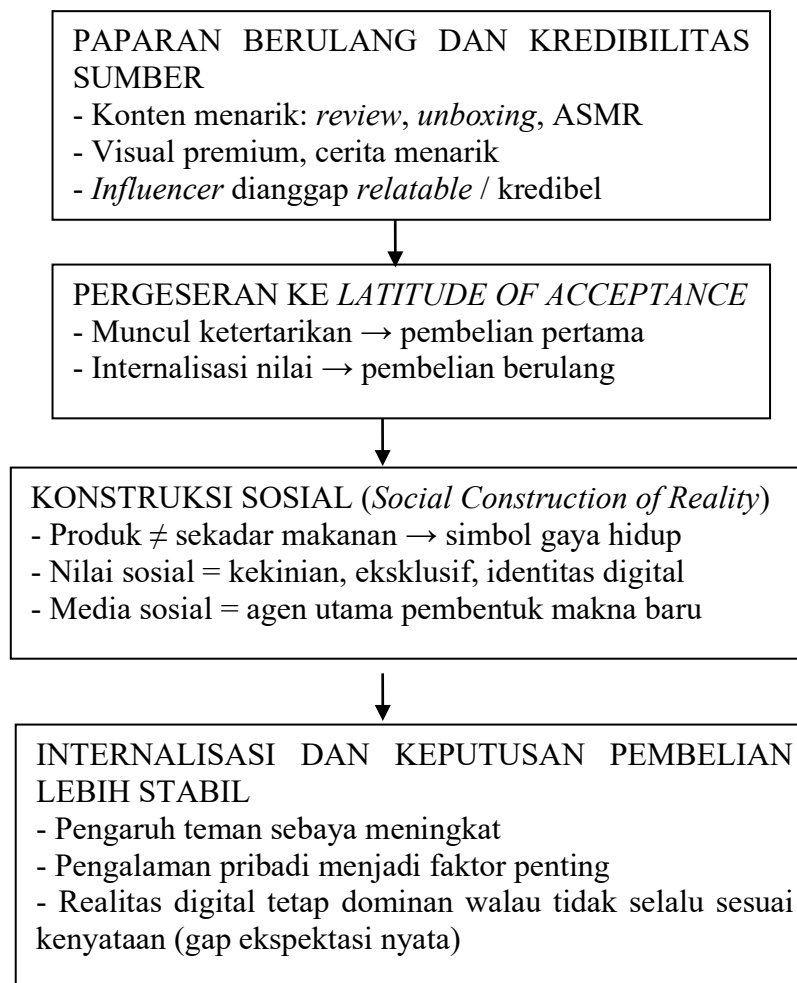 PAPARAN BERULANG DAN KREDIBILITAS
SUMBER
- Konten menarik: review, unboxing, ASMR
- Visual premium, cerita menarik
- Influencer dianggap relatable / kredibel
PERGESERAN KE LATITUDE OF ACCEPTANCE
- Muncul ketertarikan → pembelian pertama
- Internalisasi nilai → pembelian berulang
KONSTRUKSI SOSIAL (Social Construction of Reality)
- Produk ≠ sekadar makanan → simbol gaya hidup
- Nilai sosial = kekinian, eksklusif, identitas digital
- Media sosial = agen utama pembentuk makna baru
INTERNALISASI DAN KEPUTUSAN PEMBELIAN
LEBIH STABIL
- Pengaruh teman sebaya meningkat
- Pengalaman pribadi menjadi faktor penting
- Realitas digital tetap dominan walau tidak selalu sesuai
kenyataan (gap ekspektasi nyata)